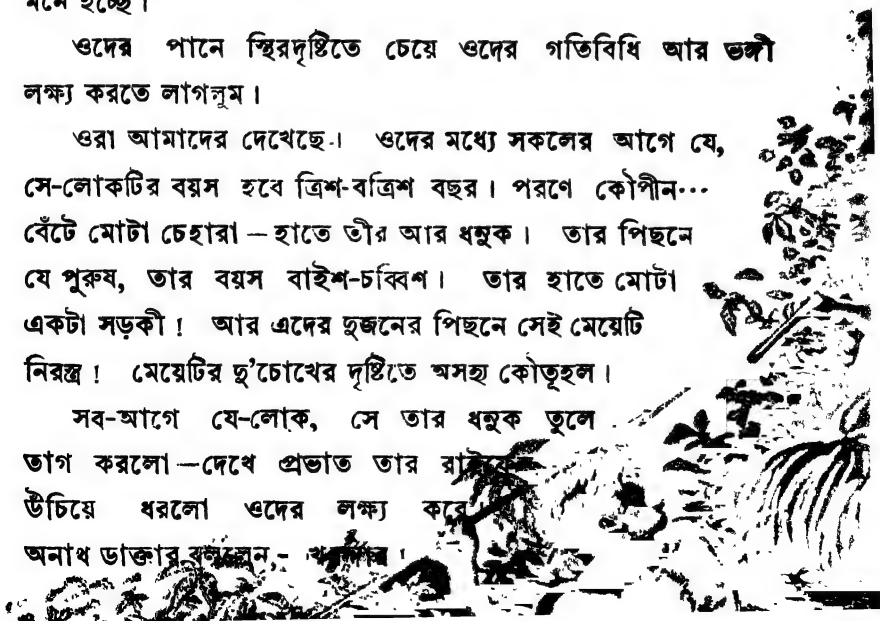 মনে হচ্ছে।
ওদের পানে স্থিরদৃষ্টিতে চেয়ে ওদের গতিবিধি আর ভঙ্গী
লক্ষ্য করতে লাগলুম।
ওরা আমাদের দেখেছে। ওদের মধ্যে সকলের আগে যে,
সে-লোকটির বয়স হবে ত্রিশ-বত্রিশ বছর। পরণে কৌপীন…
বেঁটে মোটা চেহারা – হাতে তীর আর ধনুক। তার পিছনে
যে পুরুষ, তার বয়স বাইশ-চব্বিশ। তার হাতে মোটা
একটা সড়কী! আর এদের দুজনের পিছনে সেই মেয়েটি
নিরস্ত্র! মেয়েটির দু’চোখের দৃষ্টিতে অসহ্য কৌতূহল।
সব-আগে যে-লোক, সে তার ধনুক তুলে
তাগ করলো—দেখে প্রভাত তার
উঁচিয়ে ধরলো ওদের লক্ষ্য করে
অনাথ ডাক্তার বললেন,-